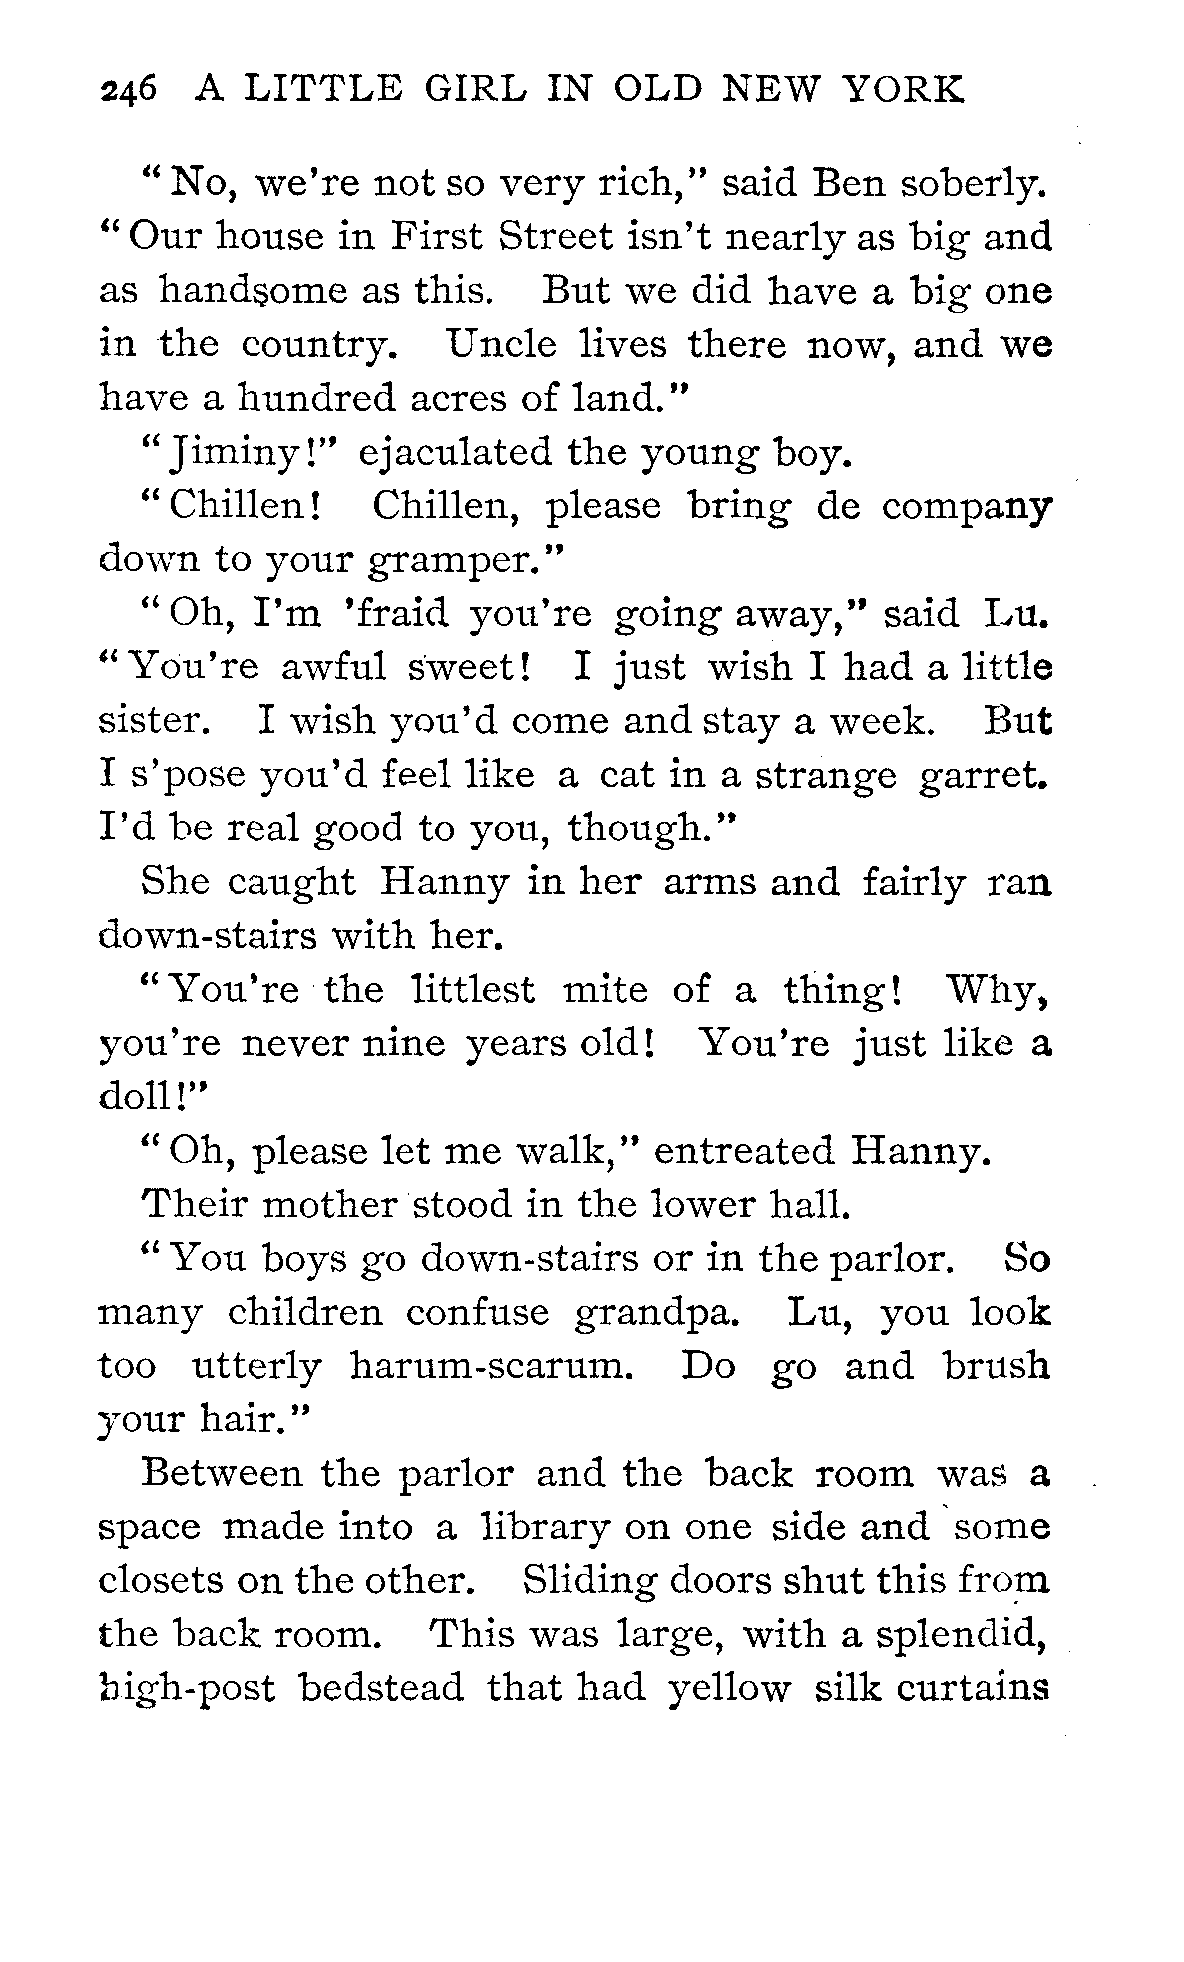 246 A LITTLE GIRL IN OLD NEW YORK
"No, we're not so very rich," said Ben soberly.
"Our house in First Street isn't nearly as big and
as handsome as this. But we did have a big one
in the country. Uncle lives there now, and we
have a hundred acres of land."
"Jiminy!" ejaculated the young boy.
"Chillen! Chillen, please bring de company
down to your gramper."
"Oh, I'm 'fraid you're going away," said Lu.
"You're awful sweet! I just wish I had a little
sister. I wish you'd come and stay a week. But
I s'pose you'd feel like a cat in a strange garret.
I'd be real good to you, though."
She caught Hanny in her arms and fairly ran
down-stairs with her.
"You're the littlest mite of a thing! Why,
you're never nine years old! You're just like a
doll!"
"Oh, please let me walk," entreated Hanny.
Their mother stood in the lower hall.
"You boys go down-stairs or in the parlor. So
many children confuse grandpa. Lu, you look
too utterly harum-scarum. Do go and brush
your hair."
Between the parlor and the back room was a
space made into a library on one side and some
closets on the other. Sliding doors shut this from
the back room. This was large, with a splendid,
high-post bedstead that had yellow silk curtains